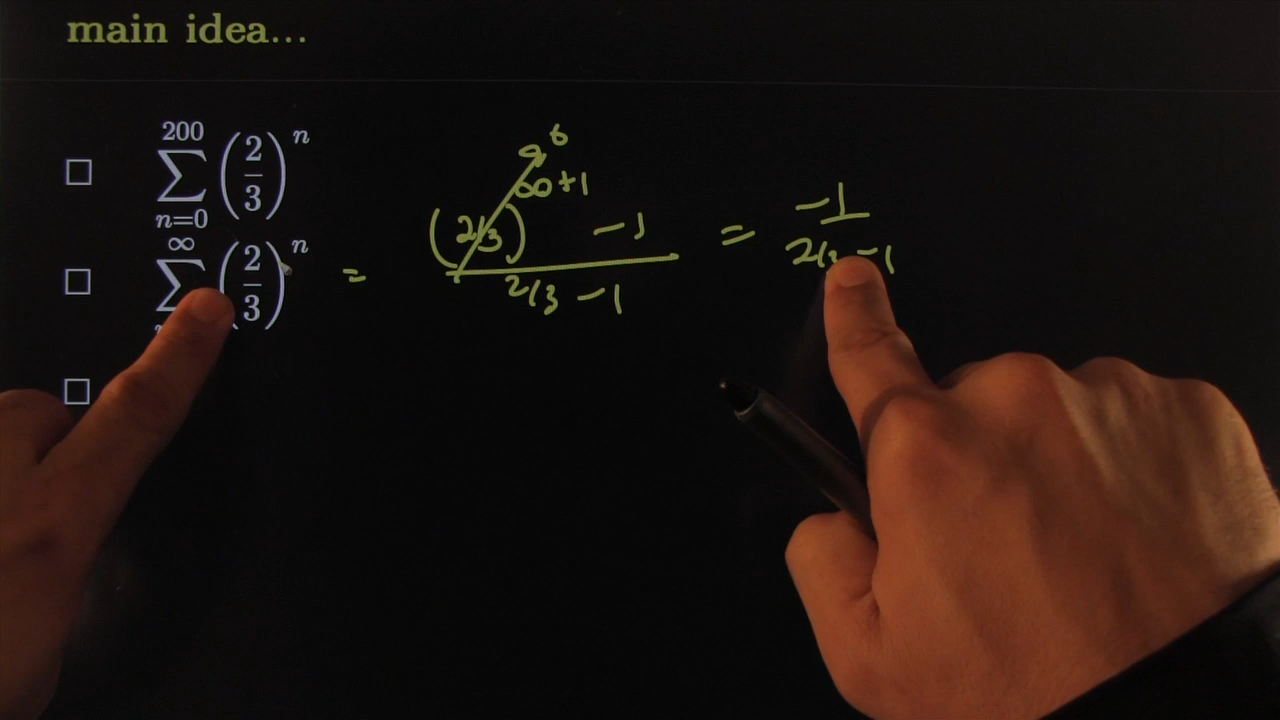 main idea...
□ 200 ∑ n=0 (2/3)^n
□ ∞ ∑ (2/3)^n = ((2/3)^(∞+1) - 1) / (2/3 - 1) = -1 / (2/3 - 1)
□